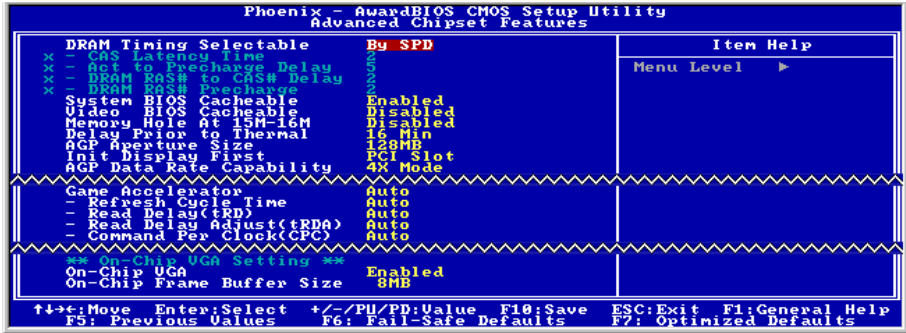 Phoenix - AwardBIOS CMOS Setup Utility
Advanced Chipset Features
DRAM Timing Selectable By SPD Item Help
x - CAS Latency Time 2
x - Act to Precharge Delay 5 Menu Level ►
x - DRAM RAS# to CAS# Delay 2
x - DRAM RAS# Precharge 2
System BIOS Cacheable Enabled
Video BIOS Cacheable Disabled
Memory Hole At 15M-16M Disabled
Delay Prior to Thermal 16 Min
AGP Aperture Size 128MB
Init Display First PCI Slot
AGP Data Rate Capability 4X Mode
Game Accelerator Auto
- Refresh Cycle Time Auto
- Read Delay(tRD) Auto
- Read Delay Adjust(tRDA) Auto
- Command Per Clock(CPC) Auto
** On-Chip VGA Setting **
On-Chip VGA Enabled
On-Chip Frame Buffer Size 8MB
↑↓→←:Move Enter:Select +/-/PU/PD:Value F10:Save ESC:Exit F1:General Help
F5: Previous Values F6: Fail-Safe Defaults F7: Optimized Defaults